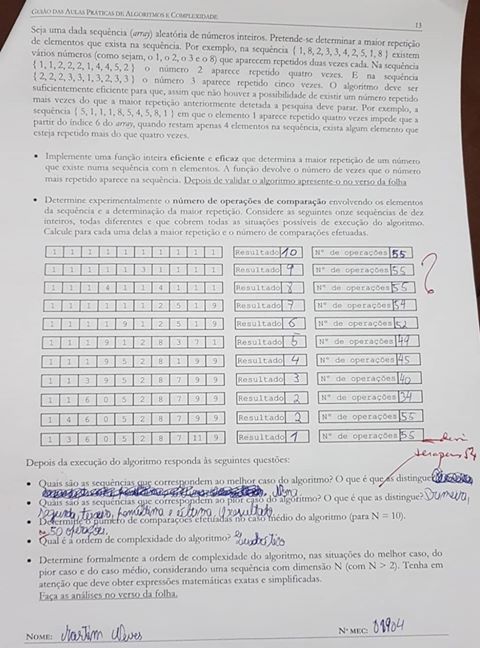 GUIÃO DAS AULAS PRÁTICAS DE ALGORITMOS E COMPLEXIDADE 13
Seja uma dada sequência (array) aleatória de números inteiros. Pretende-se determinar a maior repetição
de elementos que exista na sequência. Por exemplo, na sequência { 1, 8, 2, 3, 3, 4, 2, 5, 1, 8 } existem
vários números (como sejam, o 1, o 2, o 3 e o 8) que aparecem repetidos duas vezes cada. Na sequência
{ 1, 1, 2, 2, 2, 1, 4, 4, 5, 2 } o número 2 aparece repetido quatro vezes. E na sequência
{ 2, 2, 2, 3, 3, 1, 3, 2, 3, 3 } o número 3 aparece repetido cinco vezes. O algoritmo deve ser
suficientemente eficiente para que, assim que não houver a possibilidade de existir um número repetido
mais vezes do que a maior repetição anteriormente detetada a pesquisa deve parar. Por exemplo, a
sequência { 5, 1, 1, 1, 8, 5, 4, 5, 8, 1 } em que o elemento 1 aparece repetido quatro vezes impede que a
partir do índice 6 do array, quando restam apenas 4 elementos na sequência, exista algum elemento que
esteja repetido mais do que quatro vezes.
• Implemente uma função inteira eficiente e eficaz que determina a maior repetição de um número
que existe numa sequência com n elementos. A função devolve o número de vezes que o número
mais repetido aparece na sequência. Depois de validar o algoritmo apresente-o no verso da folha
• Determine experimentalmente o número de operações de comparação envolvendo os elementos
da sequência e a determinação da maior repetição. Considere as seguintes onze sequências de dez
inteiros, todas diferentes e que cobrem todas as situações possíveis de execução do algoritmo.
Calcule para cada uma delas a maior repetição e o número de comparações efetuadas.
1 1 1 1 1 1 1 1 1 1 Resultado 10 Nº de operações 55
1 1 1 1 1 3 1 1 1 1 Resultado 9 Nº de operações 55 ?
1 1 1 4 1 1 4 1 1 1 Resultado 8 Nº de operações 55
1 1 1 1 1 1 2 5 1 9 Resultado 7 Nº de operações 54
1 1 1 1 9 1 2 5 1 9 Resultado 6 Nº de operações 52
1 1 1 9 1 2 8 3 7 1 Resultado 5 Nº de operações 49
1 1 1 9 5 2 8 1 9 9 Resultado 4 Nº de operações 45
1 1 3 9 5 2 8 7 9 9 Resultado 3 Nº de operações 40
1 1 6 0 5 2 8 7 9 9 Resultado 2 Nº de operações 34
1 4 6 0 5 2 8 7 9 9 Resultado 2 Nº de operações 55
1 3 6 0 5 2 8 7 11 9 Resultado 1 Nº de operações 55
Depois da execução do algoritmo responda às seguintes questões:
• Quais são as sequências que correspondem ao melhor caso do algoritmo? O que é que as distingue?
• Quais são as sequências que correspondem ao pior caso do algoritmo? O que é que as distingue? Primeira,
segunda, terceira, penúltima e última
• Determine o número de comparações efetuadas no caso médio do algoritmo (para N = 10).
≈ 50 operações.
• Qual é a ordem de complexidade do algoritmo? Quadrático
• Determine formalmente a ordem de complexidade do algoritmo, nas situações do melhor caso, do
pior caso e do caso médio, considerando uma sequência com dimensão N (com N > 2). Tenha em
atenção que deve obter expressões matemáticas exatas e simplificadas.
Faça as análises no verso da folha.
NOME: Martim Neves Nº MEC: